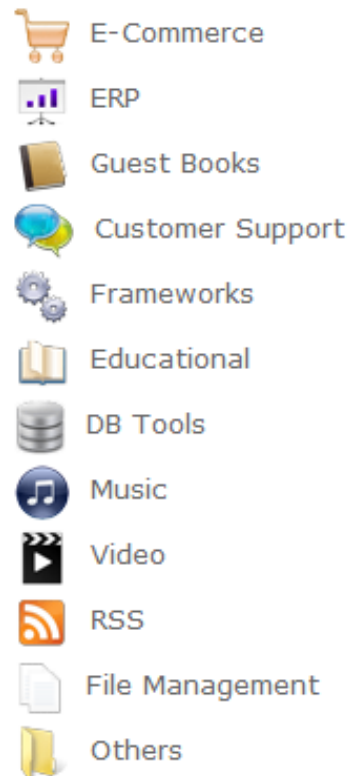 E-Commerce
ERP
Guest Books
Customer Support
Frameworks
Educational
DB Tools
Music
Video
RSS
File Management
Others